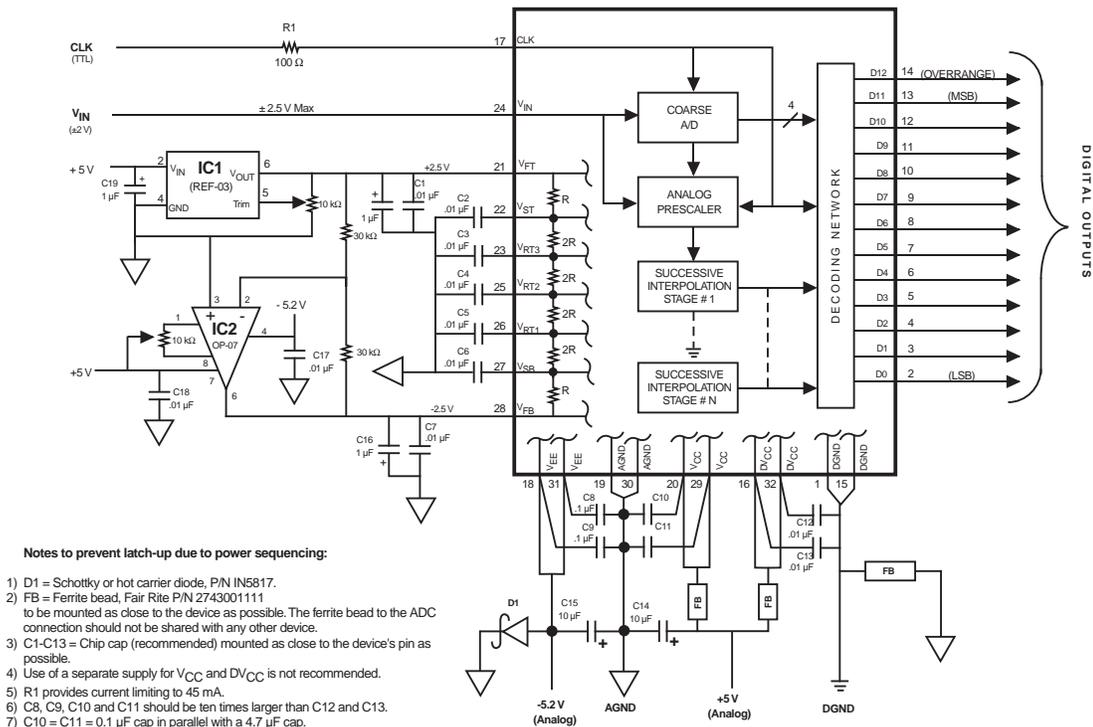 CLK
(TTL)
R1
100 Ω
17
CLK
VIN
(±2 V)
± 2.5 V Max
24
VIN
+ 5 V
C19
1 µF
+
2
VIN
IC1
(REF-03)
VOUT
6
Trim
5
4
GND
10 kΩ
30 kΩ
30 kΩ
+2.5 V
+
1 µF
C1
.01 µF
21
VFT
C2
.01 µF
22
VST
C3
.01 µF
23
VRT3
C4
.01 µF
25
VRT2
C5
.01 µF
26
VRT1
C6
.01 µF
27
VSB
-2.5 V
28
VFB
R
2R
2R
2R
2R
R
3
2
+
-
IC2
OP-07
1
10 kΩ
8
7
6
4
- 5.2 V
C17
.01 µF
+5 V
C18
.01 µF
C16
1 µF
+
C7
.01 µF
COARSE
A/D
4
ANALOG
PRESCALER
SUCCESSIVE
INTERPOLATION
STAGE # 1
SUCCESSIVE
INTERPOLATION
STAGE # N
DECODING NETWORK
D12
14
(OVERRANGE)
D11
13
(MSB)
D10
12
D9
11
D8
10
D7
9
D6
8
D5
7
D4
6
D3
5
D2
4
D1
3
D0
2
(LSB)
DIGITAL OUTPUTS
VEE
VEE
AGND
AGND
VCC
VCC
DVCC
DVCC
DGND
DGND
18
31
19
30
20
29
16
32
1
15
C8
.1 µF
C10
C9
.1 µF
C11
C12
.01 µF
C13
.01 µF
FB
FB
FB
D1
C15
10 µF
+
C14
10 µF
+
-5.2 V
(Analog)
AGND
+5 V
(Analog)
DGND
Notes to prevent latch-up due to power sequencing:
1) D1 = Schottky or hot carrier diode, P/N IN5817.
2) FB = Ferrite bead, Fair Rite P/N 2743001111
to be mounted as close to the device as possible. The ferrite bead to the ADC
connection should not be shared with any other device.
3) C1-C13 = Chip cap (recommended) mounted as close to the device's pin as
possible.
4) Use of a separate supply for VCC and DVCC is not recommended.
5) R1 provides current limiting to 45 mA.
6) C8, C9, C10 and C11 should be ten times larger than C12 and C13.
7) C10 = C11 = 0.1 µF cap in parallel with a 4.7 µF cap.